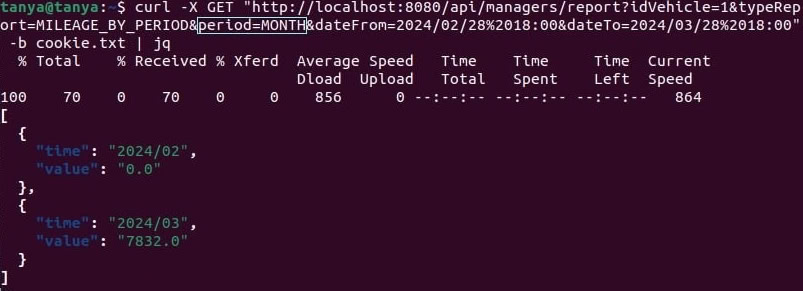 tanya@tanya:~$ curl -X GET "http://localhost:8080/api/managers/report?idVehicle=1&typeRep
ort=MILEAGE_BY_PERIOD&period=MONTH&dateFrom=2024/02/28%2018:00&dateTo=2024/03/28%2018:00"
 -b cookie.txt | jq
  % Total    % Received % Xferd  Average Speed   Time    Time     Time  Current
                                 Dload  Upload   Total   Spent    Left  Speed
100    70    0    70    0     0    856      0 --:--:-- --:--:-- --:--:--   864
[
  {
    "time": "2024/02",
    "value": "0.0"
  },
  {
    "time": "2024/03",
    "value": "7832.0"
  }
]